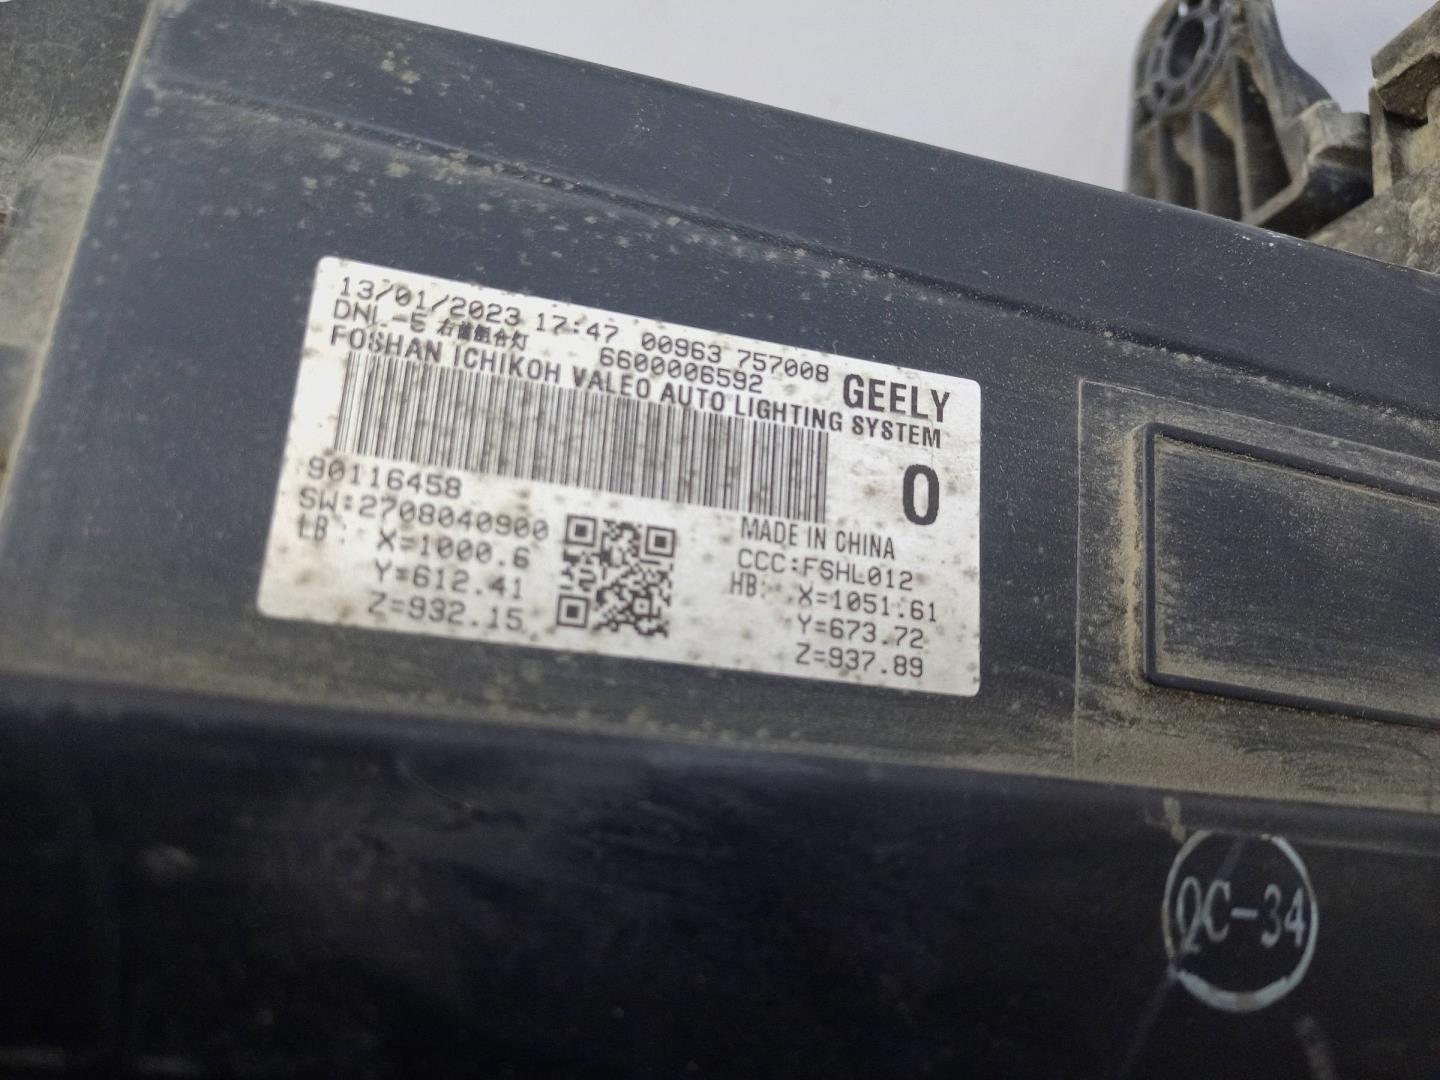 13/01/2023 17:47 00963 757008
DNL-5 右前组合灯 6600006592
GEELY
FOSHAN ICHIKOH VALEO AUTO LIGHTING SYSTEM
0
90116458
SW:2708040900
LB: X=1000.6
Y=612.41
Z=932.15
MADE IN CHINA
CCC:FSHL012
HB: X=1051.61
Y=673.72
Z=937.89
QC-34